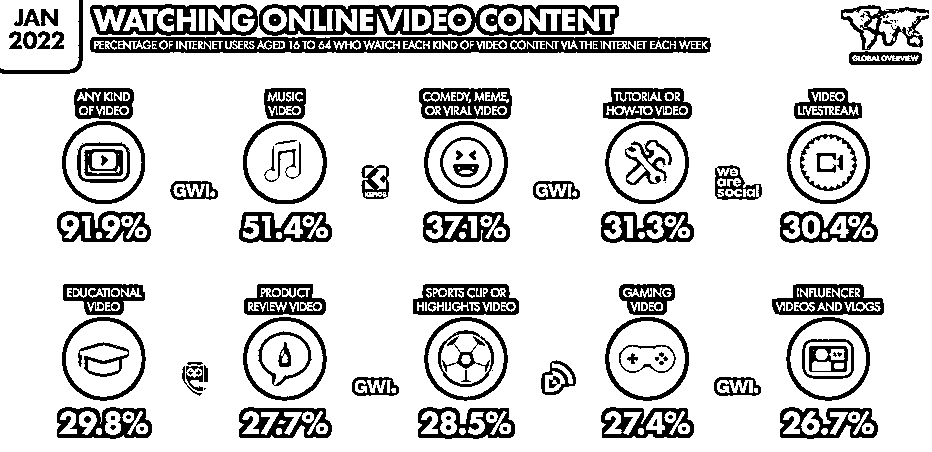 JAN
2022
WATCHING ONLINE VIDEO CONTENT
PERCENTAGE OF INTERNET USERS AGED 16 TO 64 WHO WATCH EACH KIND OF VIDEO CONTENT VIA THE INTERNET EACH WEEK
GLOBAL OVERVIEW
ANY KIND
OF VIDEO
MUSIC
VIDEO
COMEDY, MEME,
OR VIRAL VIDEO
TUTORIAL OR
HOW-TO VIDEO
VIDEO
LIVESTREAM
GWI.
KEPIOS
GWI.
we
are.
social
91.9%
51.4%
37.1%
31.3%
30.4%
EDUCATIONAL
VIDEO
PRODUCT
REVIEW VIDEO
SPORTS CLIP OR
HIGHLIGHTS VIDEO
GAMING
VIDEO
INFLUENCER
VIDEOS AND VLOGS
GWI.
GWI.
29.8%
27.7%
28.5%
27.4%
26.7%